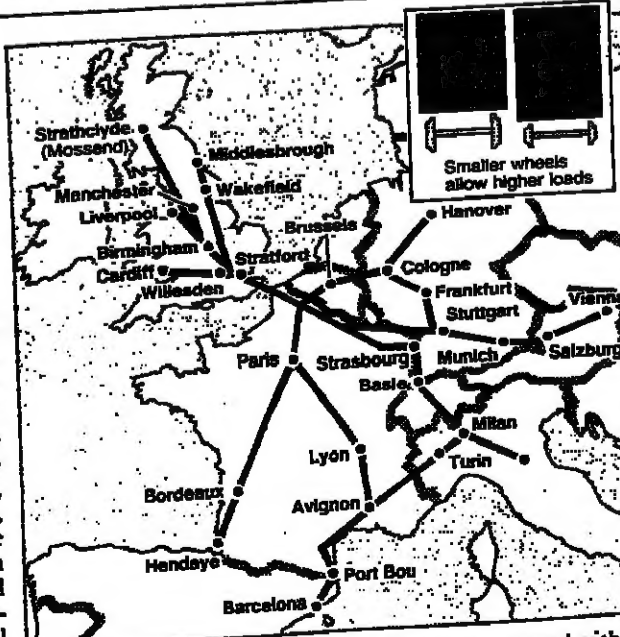 Smaller wheels
allow higher loads
Strathclyde
(Mossend)
Middlesbrough
Manchester
Wakefield
Liverpool
Birmingham
Stratford
Cardiff
Willesden
Brussels
Hanover
Cologne
Frankfurt
Stuttgart
Vienna
Paris
Strasbourg
Munich
Salzburg
Basle
Milan
Lyon
Turin
Bordeaux
Avignon
Hendaye
Port Bou
Barcelona